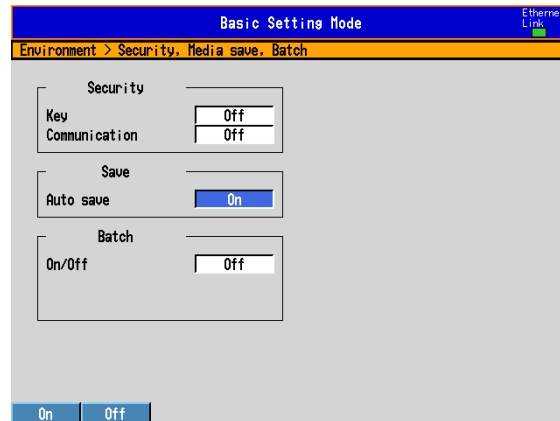 Basic Setting Mode
Etherne
Link
Environment > Security, Media save, Batch
Security
Key Off
Communication Off
Save
Auto save On
Batch
On/Off Off
On Off